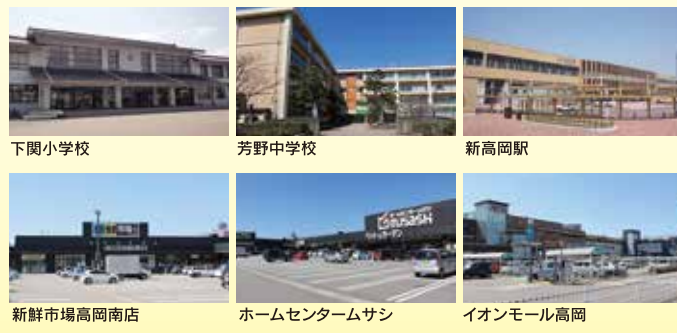 下関小学校
芳野中学校
新高岡駅
新鮮市場高岡南店
musashi
ホームセンタームサシ
イオンモール高岡